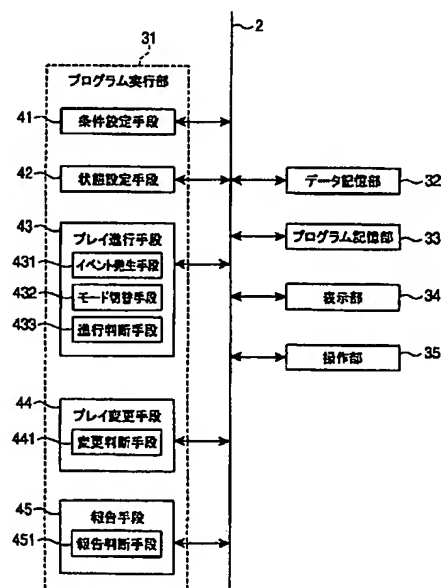 31
2
プログラム実行部
41
条件設定手段
42
状態設定手段
データ記憶部
32
43
プレイ進行手段
431
イベント発生手段
432
モード切替手段
433
進行判断手段
プログラム記憶部
33
表示部
34
操作部
35
44
プレイ変更手段
441
変更判断手段
45
報告手段
451
報告判断手段